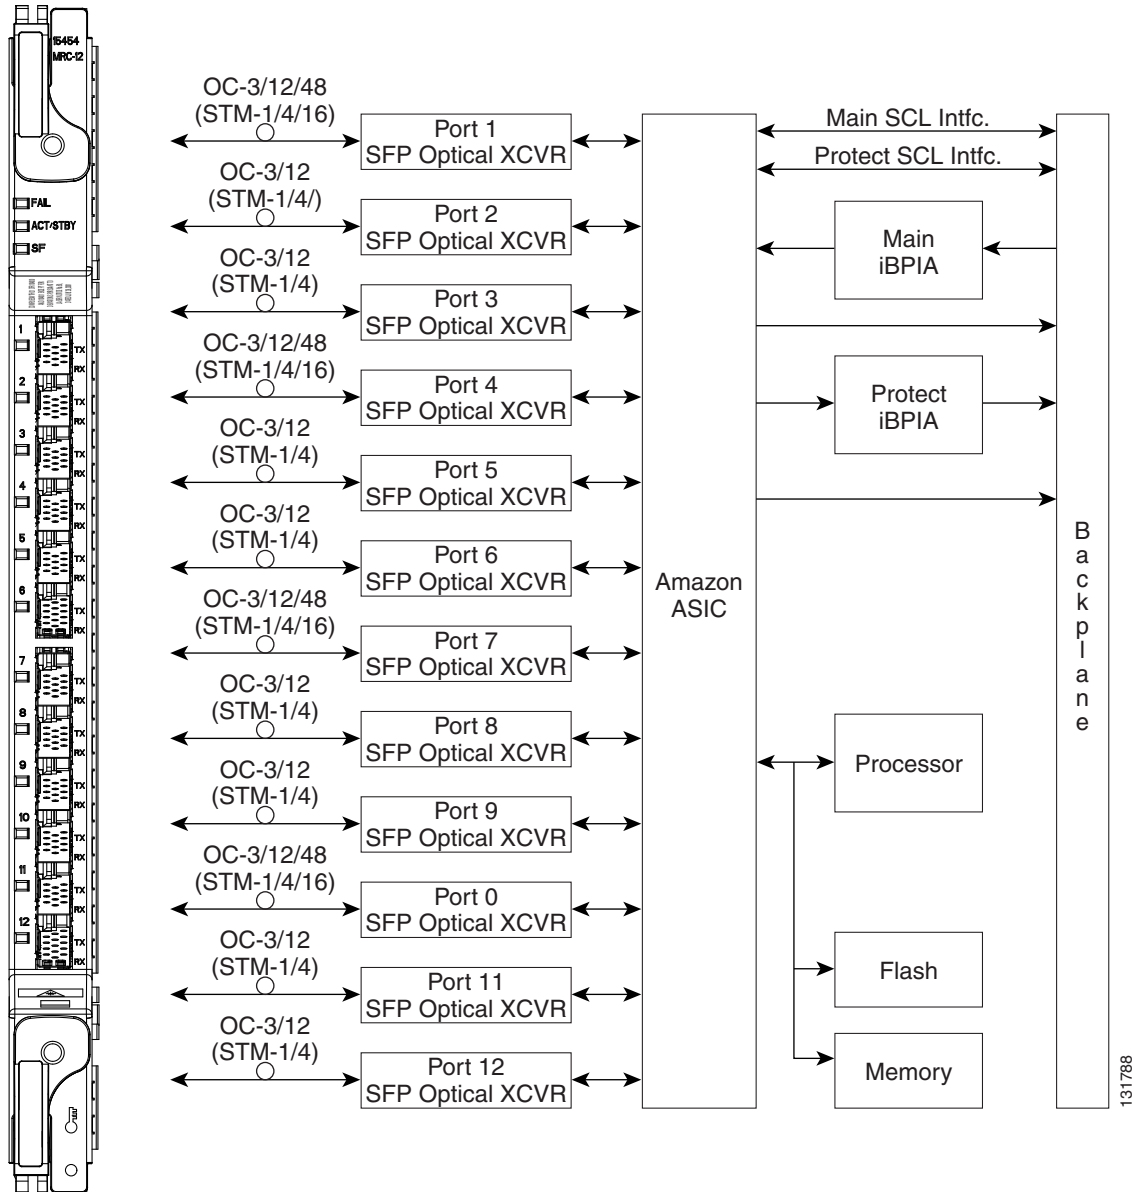 15454
MRC-12
FAIL
ACT/STBY
SF
1
TX
RX
2
TX
RX
3
TX
RX
4
TX
RX
5
TX
RX
6
TX
RX
7
TX
RX
8
TX
RX
9
TX
RX
10
TX
RX
11
TX
RX
12
TX
RX
OC-3/12/48
(STM-1/4/16)
Port 1
SFP Optical XCVR
OC-3/12
(STM-1/4/)
Port 2
SFP Optical XCVR
OC-3/12
(STM-1/4)
Port 3
SFP Optical XCVR
OC-3/12/48
(STM-1/4/16)
Port 4
SFP Optical XCVR
OC-3/12
(STM-1/4)
Port 5
SFP Optical XCVR
OC-3/12
(STM-1/4)
Port 6
SFP Optical XCVR
OC-3/12/48
(STM-1/4/16)
Port 7
SFP Optical XCVR
OC-3/12
(STM-1/4)
Port 8
SFP Optical XCVR
OC-3/12
(STM-1/4)
Port 9
SFP Optical XCVR
OC-3/12/48
(STM-1/4/16)
Port 0
SFP Optical XCVR
OC-3/12
(STM-1/4)
Port 11
SFP Optical XCVR
OC-3/12
(STM-1/4)
Port 12
SFP Optical XCVR
Amazon
ASIC
Main SCL Intfc.
Protect SCL Intfc.
Main
iBPIA
Protect
iBPIA
Processor
Flash
Memory
Backplane
131788